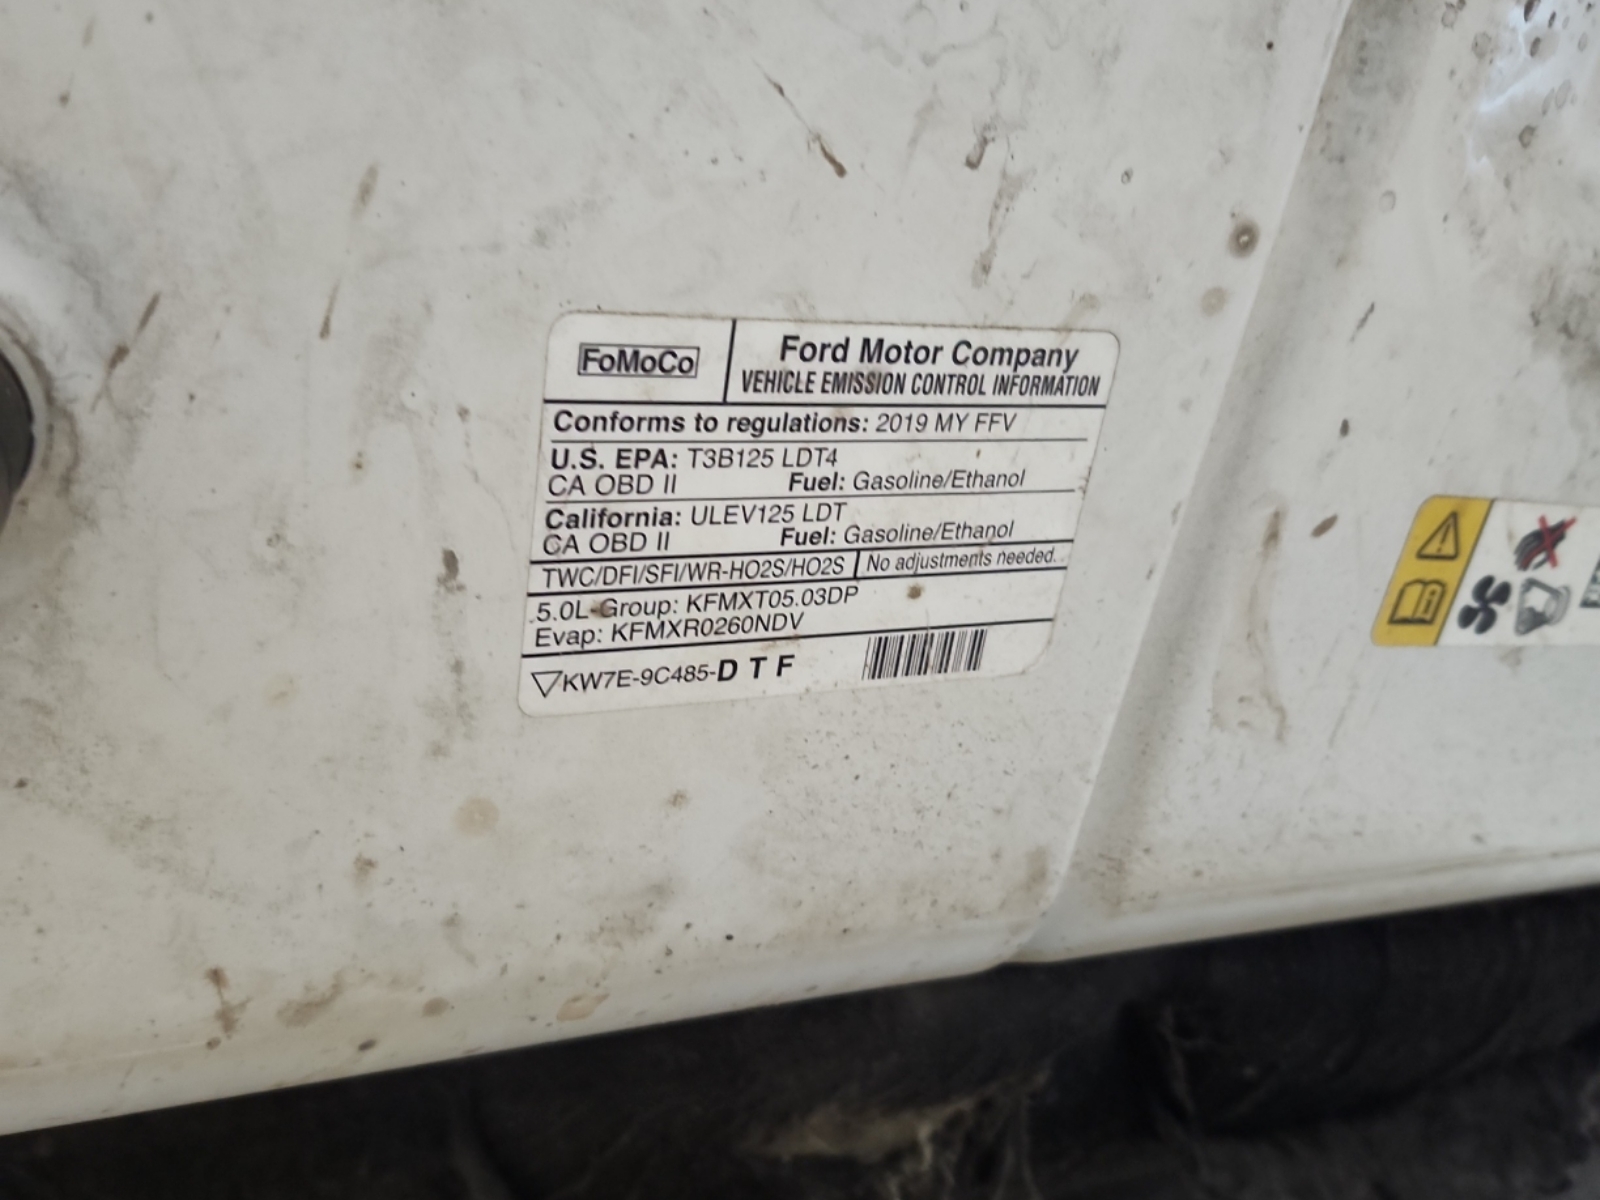 FoMoCo
Ford Motor Company
VEHICLE EMISSION CONTROL INFORMATION
Conforms to regulations: 2019 MY FFV
U.S. EPA: T3B125 LDT4
CA OBD II Fuel: Gasoline/Ethanol
California: ULEV125 LDT
CA OBD II Fuel: Gasoline/Ethanol
TWC/DFI/SFI/WR-HO2S/HO2S No adjustments needed.
5.0L-Group: KFMXT05.03DP
Evap: KFMXR0260NDV
KW7E-9C485-D T F